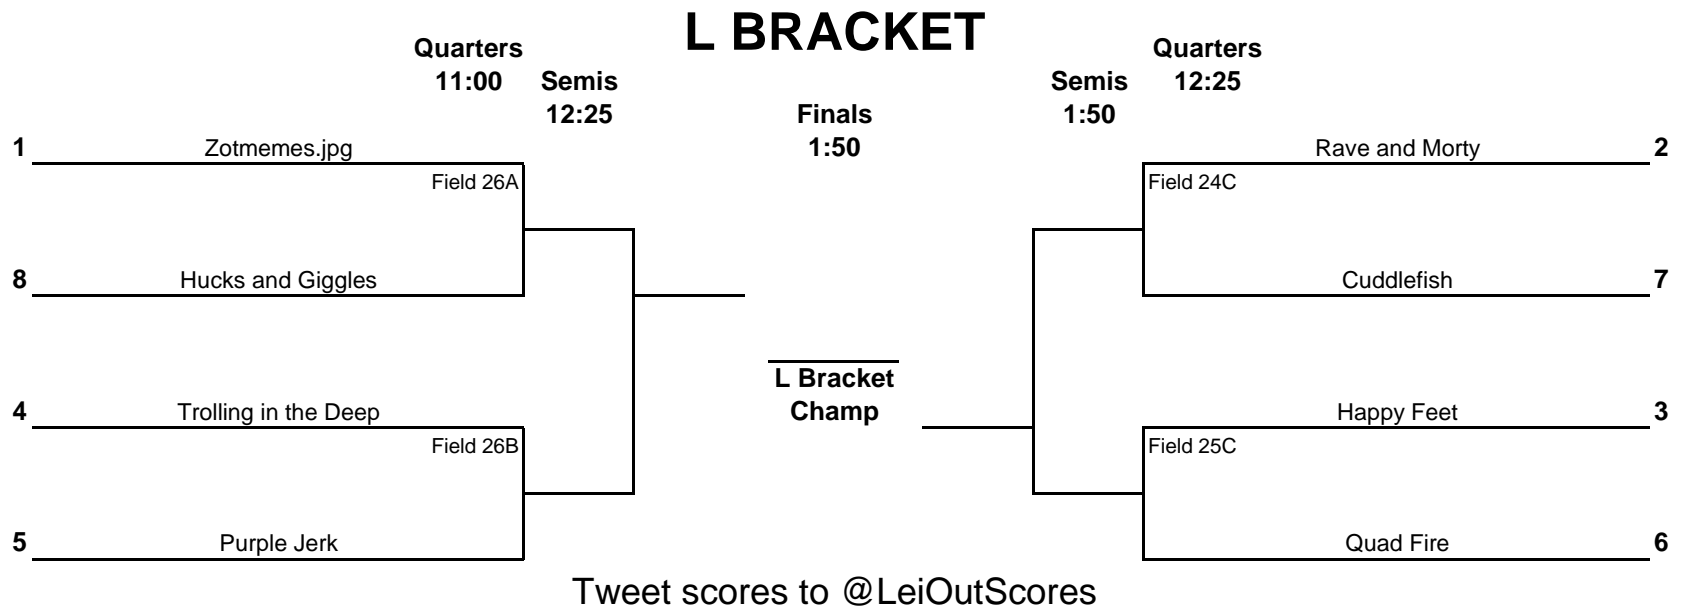 L BRACKET
Quarters
11:00
Semis
12:25
Finals
1:50
Semis
1:50
Quarters
12:25
1 Zotmemes.jpg
Field 26A
8 Hucks and Giggles
4 Trolling in the Deep
Field 26B
5 Purple Jerk
L Bracket
Champ
Rave and Morty 2
Field 24C
Cuddlefish 7
Happy Feet 3
Field 25C
Quad Fire 6
Tweet scores to @LeiOutScores